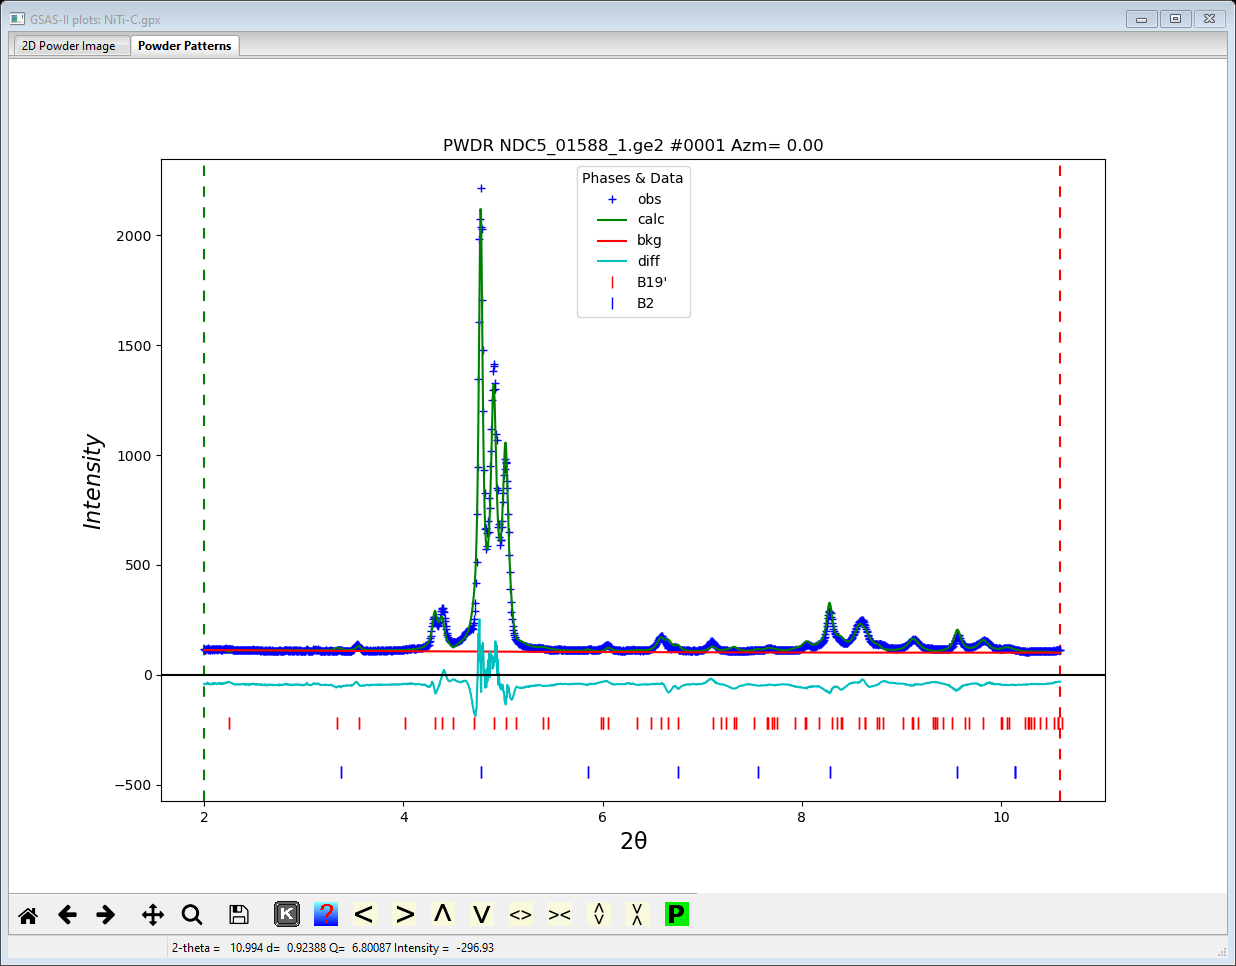 GSAS-II plots: NiTi-C.gpx
2D Powder Image
Powder Patterns
PWDR NDC5_01588_1.ge2 #0001 Azm= 0.00
Phases & Data
obs
calc
bkg
diff
B19'
B2
2000
1500
1000
500
0
−500
Intensity
2 4 6 8 10
2θ
K ? < > Λ V <> >< P
2-theta = 10.994 d= 0.92388 Q= 6.80087 Intensity = -296.93